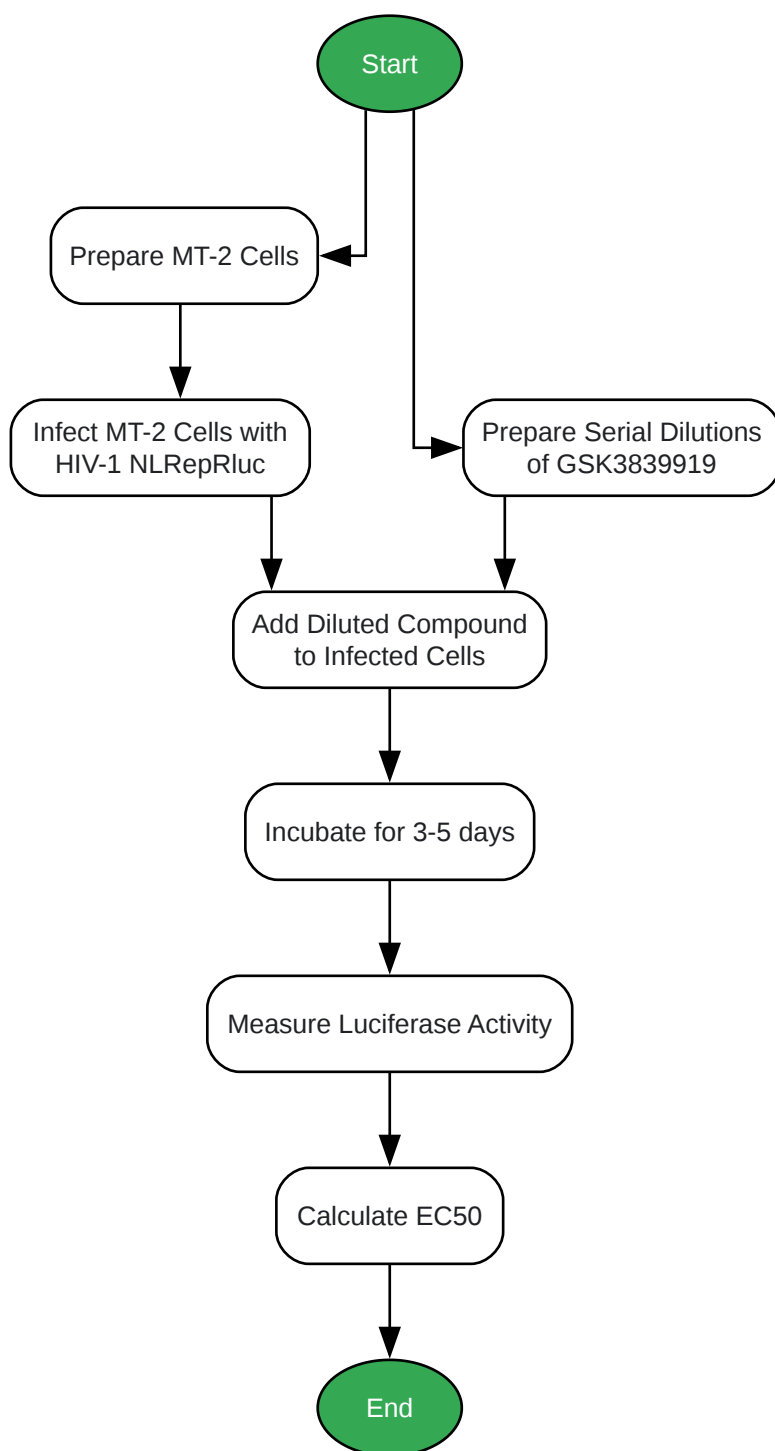 Start
Prepare MT-2 Cells
Infect MT-2 Cells with
HIV-1 NLRepRluc
Prepare Serial Dilutions
of GSK3839919
Add Diluted Compound
to Infected Cells
Incubate for 3-5 days
Measure Luciferase Activity
Calculate EC50
End